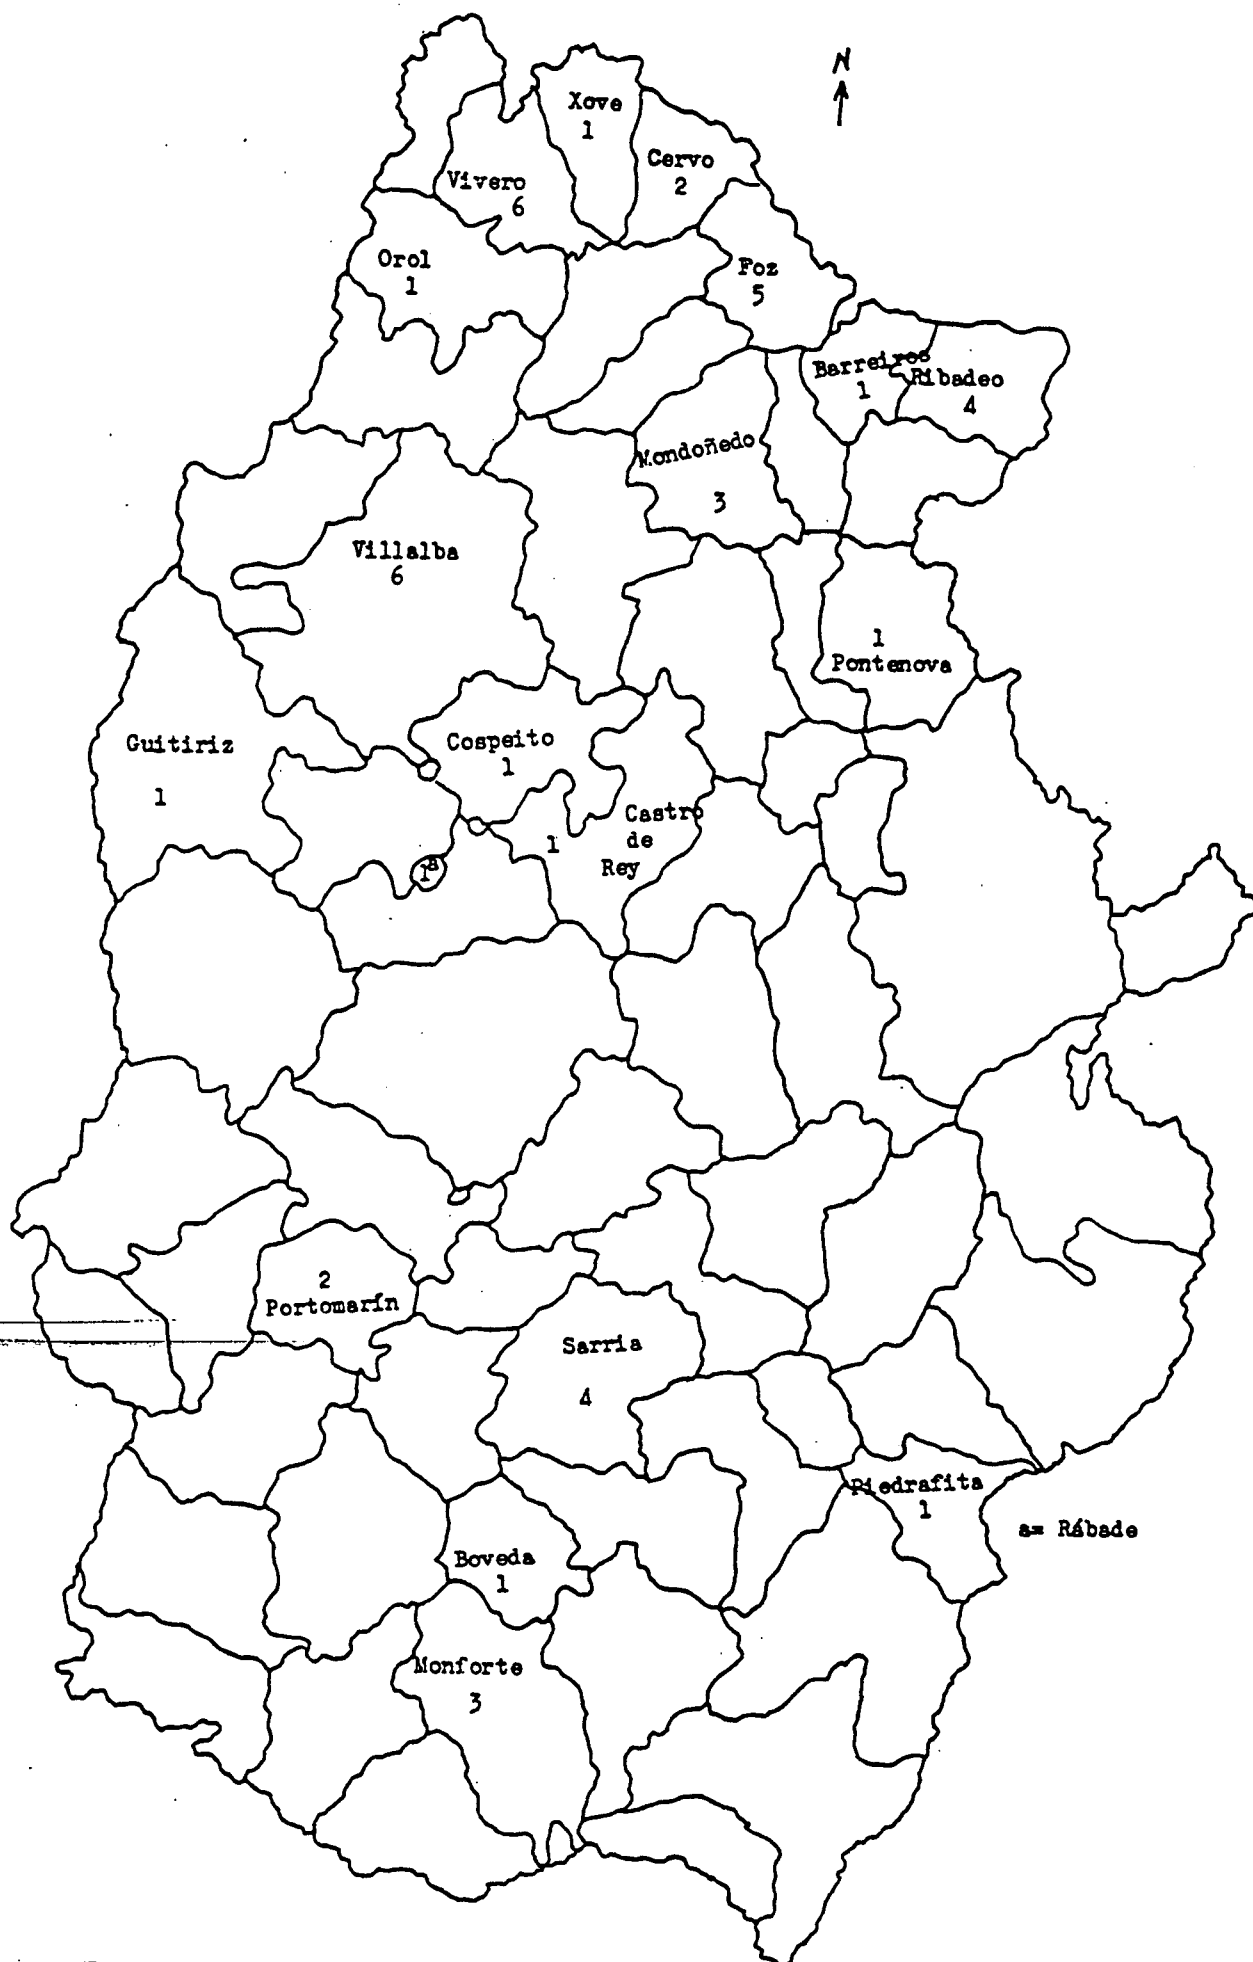 N
Xove
1
Cervo
2
Vivero
6
Orol
1
Foz
5
Barreiros
1
Ribadeo
4
Mondoñedo
3
Villalba
6
1
Pontenova
Guitiriz
1
Cospeito
1
Castro
de
Rey
1
1a
2
Portomarín
Sarria
4
Piedrafita
1
a= Rábade
Boveda
1
Monforte
3